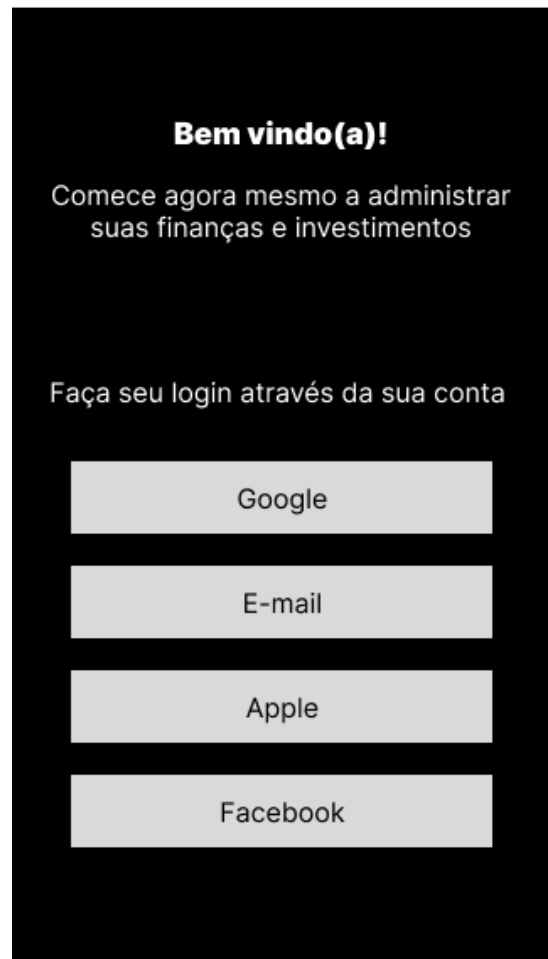 Bem vindo(a)!
Comece agora mesmo a administrar
suas finanças e investimentos
Faça seu login através da sua conta
Google
E-mail
Apple
Facebook